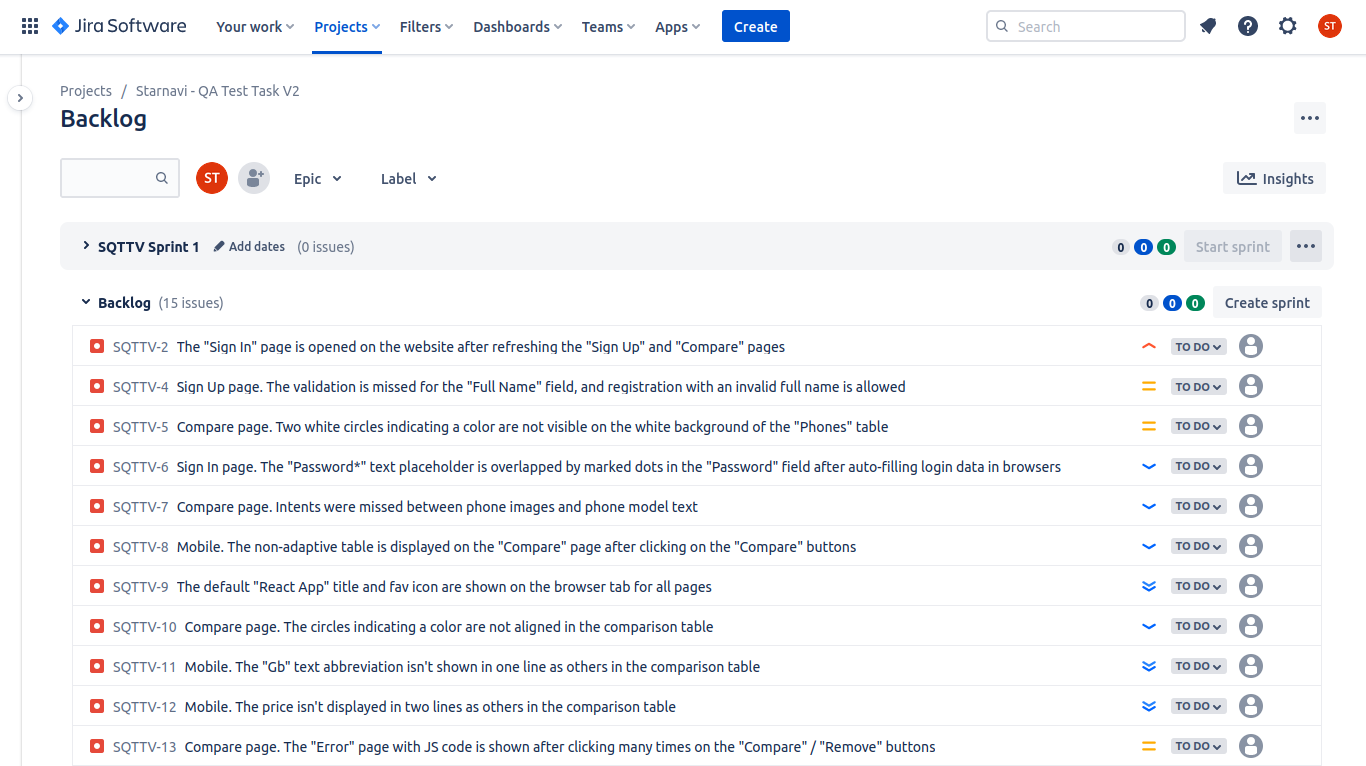 Jira Software Your work Projects Filters Dashboards Teams Apps Create Search ST
Projects / Starnavi - QA Test Task V2
Backlog
ST Epic Label Insights
SQTTV Sprint 1 Add dates (0 issues) 0 0 0 Start sprint
Backlog (15 issues) 0 0 0 Create sprint
SQTTV-2 The "Sign In" page is opened on the website after refreshing the "Sign Up" and "Compare" pages TO DO
SQTTV-4 Sign Up page. The validation is missed for the "Full Name" field, and registration with an invalid full name is allowed TO DO
SQTTV-5 Compare page. Two white circles indicating a color are not visible on the white background of the "Phones" table TO DO
SQTTV-6 Sign In page. The "Password*" text placeholder is overlapped by marked dots in the "Password" field after auto-filling login data in browsers TO DO
SQTTV-7 Compare page. Intents were missed between phone images and phone model text TO DO
SQTTV-8 Mobile. The non-adaptive table is displayed on the "Compare" page after clicking on the "Compare" buttons TO DO
SQTTV-9 The default "React App" title and fav icon are shown on the browser tab for all pages TO DO
SQTTV-10 Compare page. The circles indicating a color are not aligned in the comparison table TO DO
SQTTV-11 Mobile. The "Gb" text abbreviation isn't shown in one line as others in the comparison table TO DO
SQTTV-12 Mobile. The price isn't displayed in two lines as others in the comparison table TO DO
SQTTV-13 Compare page. The "Error" page with JS code is shown after clicking many times on the "Compare" / "Remove" buttons TO DO